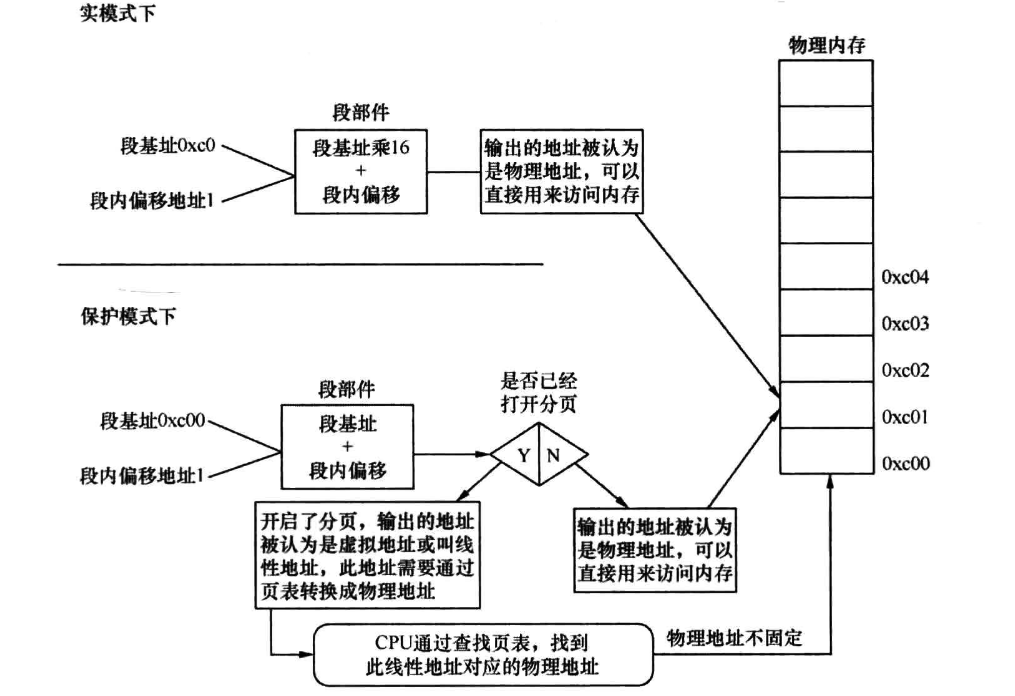 实模式下
物理内存
段部件
段基址0xc0
段内偏移地址1
段基址乘16
+
段内偏移
输出的地址被认为
是物理地址，可以
直接用来访问内存
0xc04
0xc03
0xc02
0xc01
0xc00
保护模式下
段部件
段基址0xc00
段内偏移地址1
段基址
+
段内偏移
是否已经
打开分页
Y
N
开启了分页，输出的地址
被认为是虚拟地址或叫线
性地址，此地址需要通过
页表转换成物理地址
输出的地址被认为
是物理地址，可以
直接用来访问内存
CPU通过查找页表，找到
此线性地址对应的物理地址
物理地址不固定